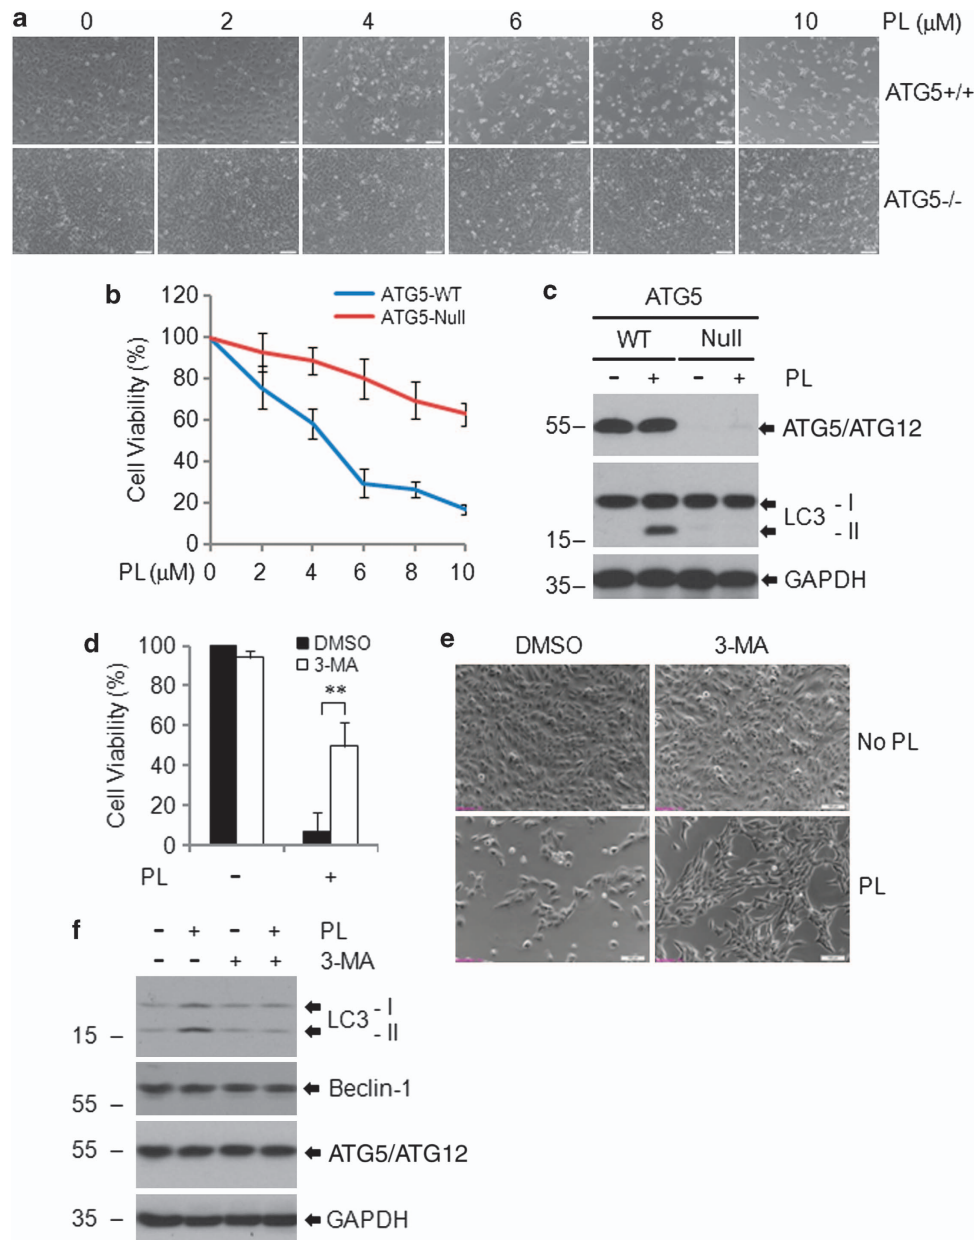 a 0 2 4 6 8 10 PL (μM)
ATG5+/+
ATG5-/-
b
120
100
80
60
40
20
0
Cell Viability (%)
ATG5-WT
ATG5-Null
PL (μM) 0 2 4 6 8 10
c
ATG5
WT Null
- + - + PL
55– ATG5/ATG12
LC3 - I
- II
15–
35– GAPDH
d
100
80
60
40
20
0
Cell Viability (%)
DMSO
3-MA
**
PL - +
e
DMSO 3-MA
No PL
PL
f
- + - + PL
- - + + 3-MA
LC3 - I
- II
15 –
Beclin-1
55 –
55 – ATG5/ATG12
35 – GAPDH